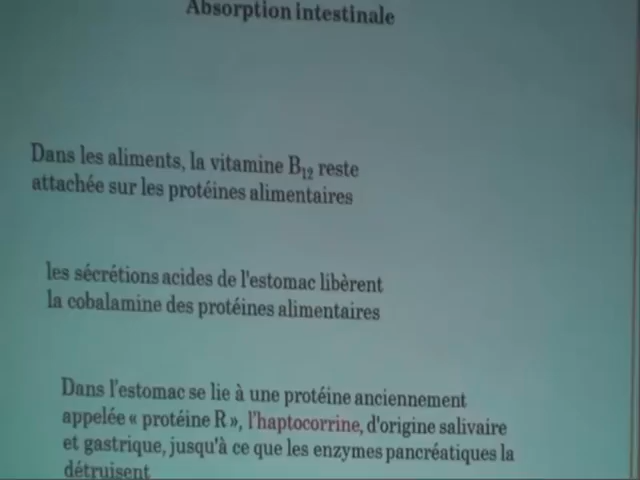 Absorption intestinale
Dans les aliments, la vitamine B₁₂ reste
attachée sur les protéines alimentaires
les sécrétions acides de l'estomac libèrent
la cobalamine des protéines alimentaires
Dans l'estomac se lie à une protéine anciennement
appelée « protéine R », l'haptocorrine, d'origine salivaire
et gastrique, jusqu'à ce que les enzymes pancréatiques la
détruisent